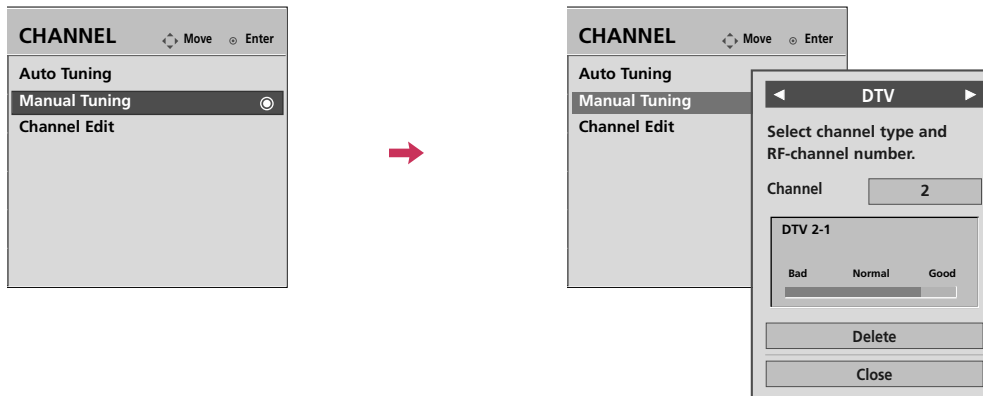 CHANNEL Move Enter
Auto Tuning
Manual Tuning
Channel Edit
CHANNEL Move Enter
Auto Tuning
Manual Tuning
Channel Edit
DTV
Select channel type and
RF-channel number.
Channel 2
DTV 2-1
Bad Normal Good
Delete
Close